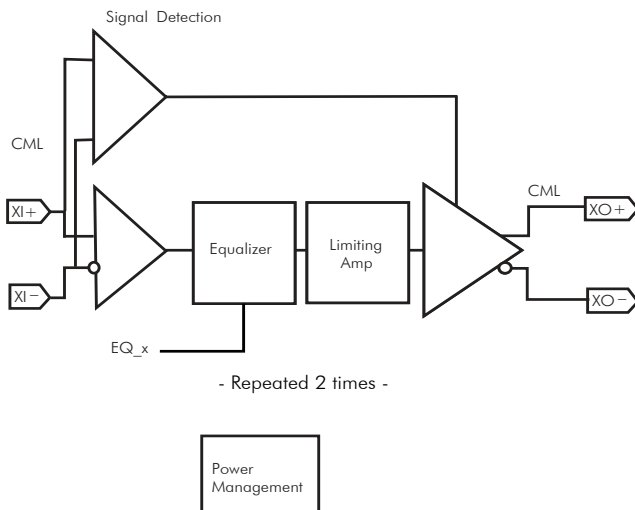 Signal Detection
CML
CML
XI+
XO+
Equalizer
Limiting
Amp
XI−
XO−
EQ_x
- Repeated 2 times -
Power
Management